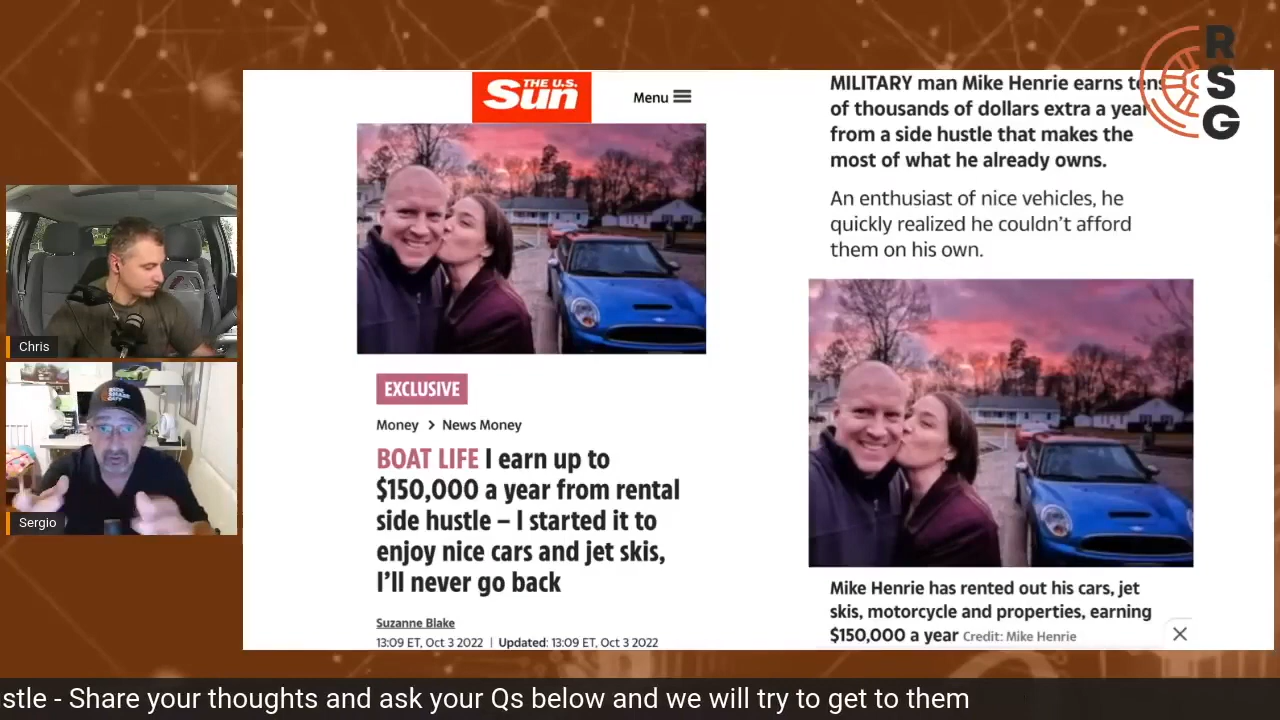 RSG
THE U.S.
Sun
Menu
EXCLUSIVE
Money > News Money
BOAT LIFE I earn up to
$150,000 a year from rental
side hustle – I started it to
enjoy nice cars and jet skis,
I'll never go back
Suzanne Blake
13:09 ET, Oct 3 2022 | Updated: 13:09 ET, Oct 3 2022
MILITARY man Mike Henrie earns tens
of thousands of dollars extra a year
from a side hustle that makes the
most of what he already owns.
An enthusiast of nice vehicles, he
quickly realized he couldn't afford
them on his own.
Mike Henrie has rented out his cars, jet
skis, motorcycle and properties, earning
$150,000 a year Credit: Mike Henrie
Chris
Sergio
stle - Share your thoughts and ask your Qs below and we will try to get to them